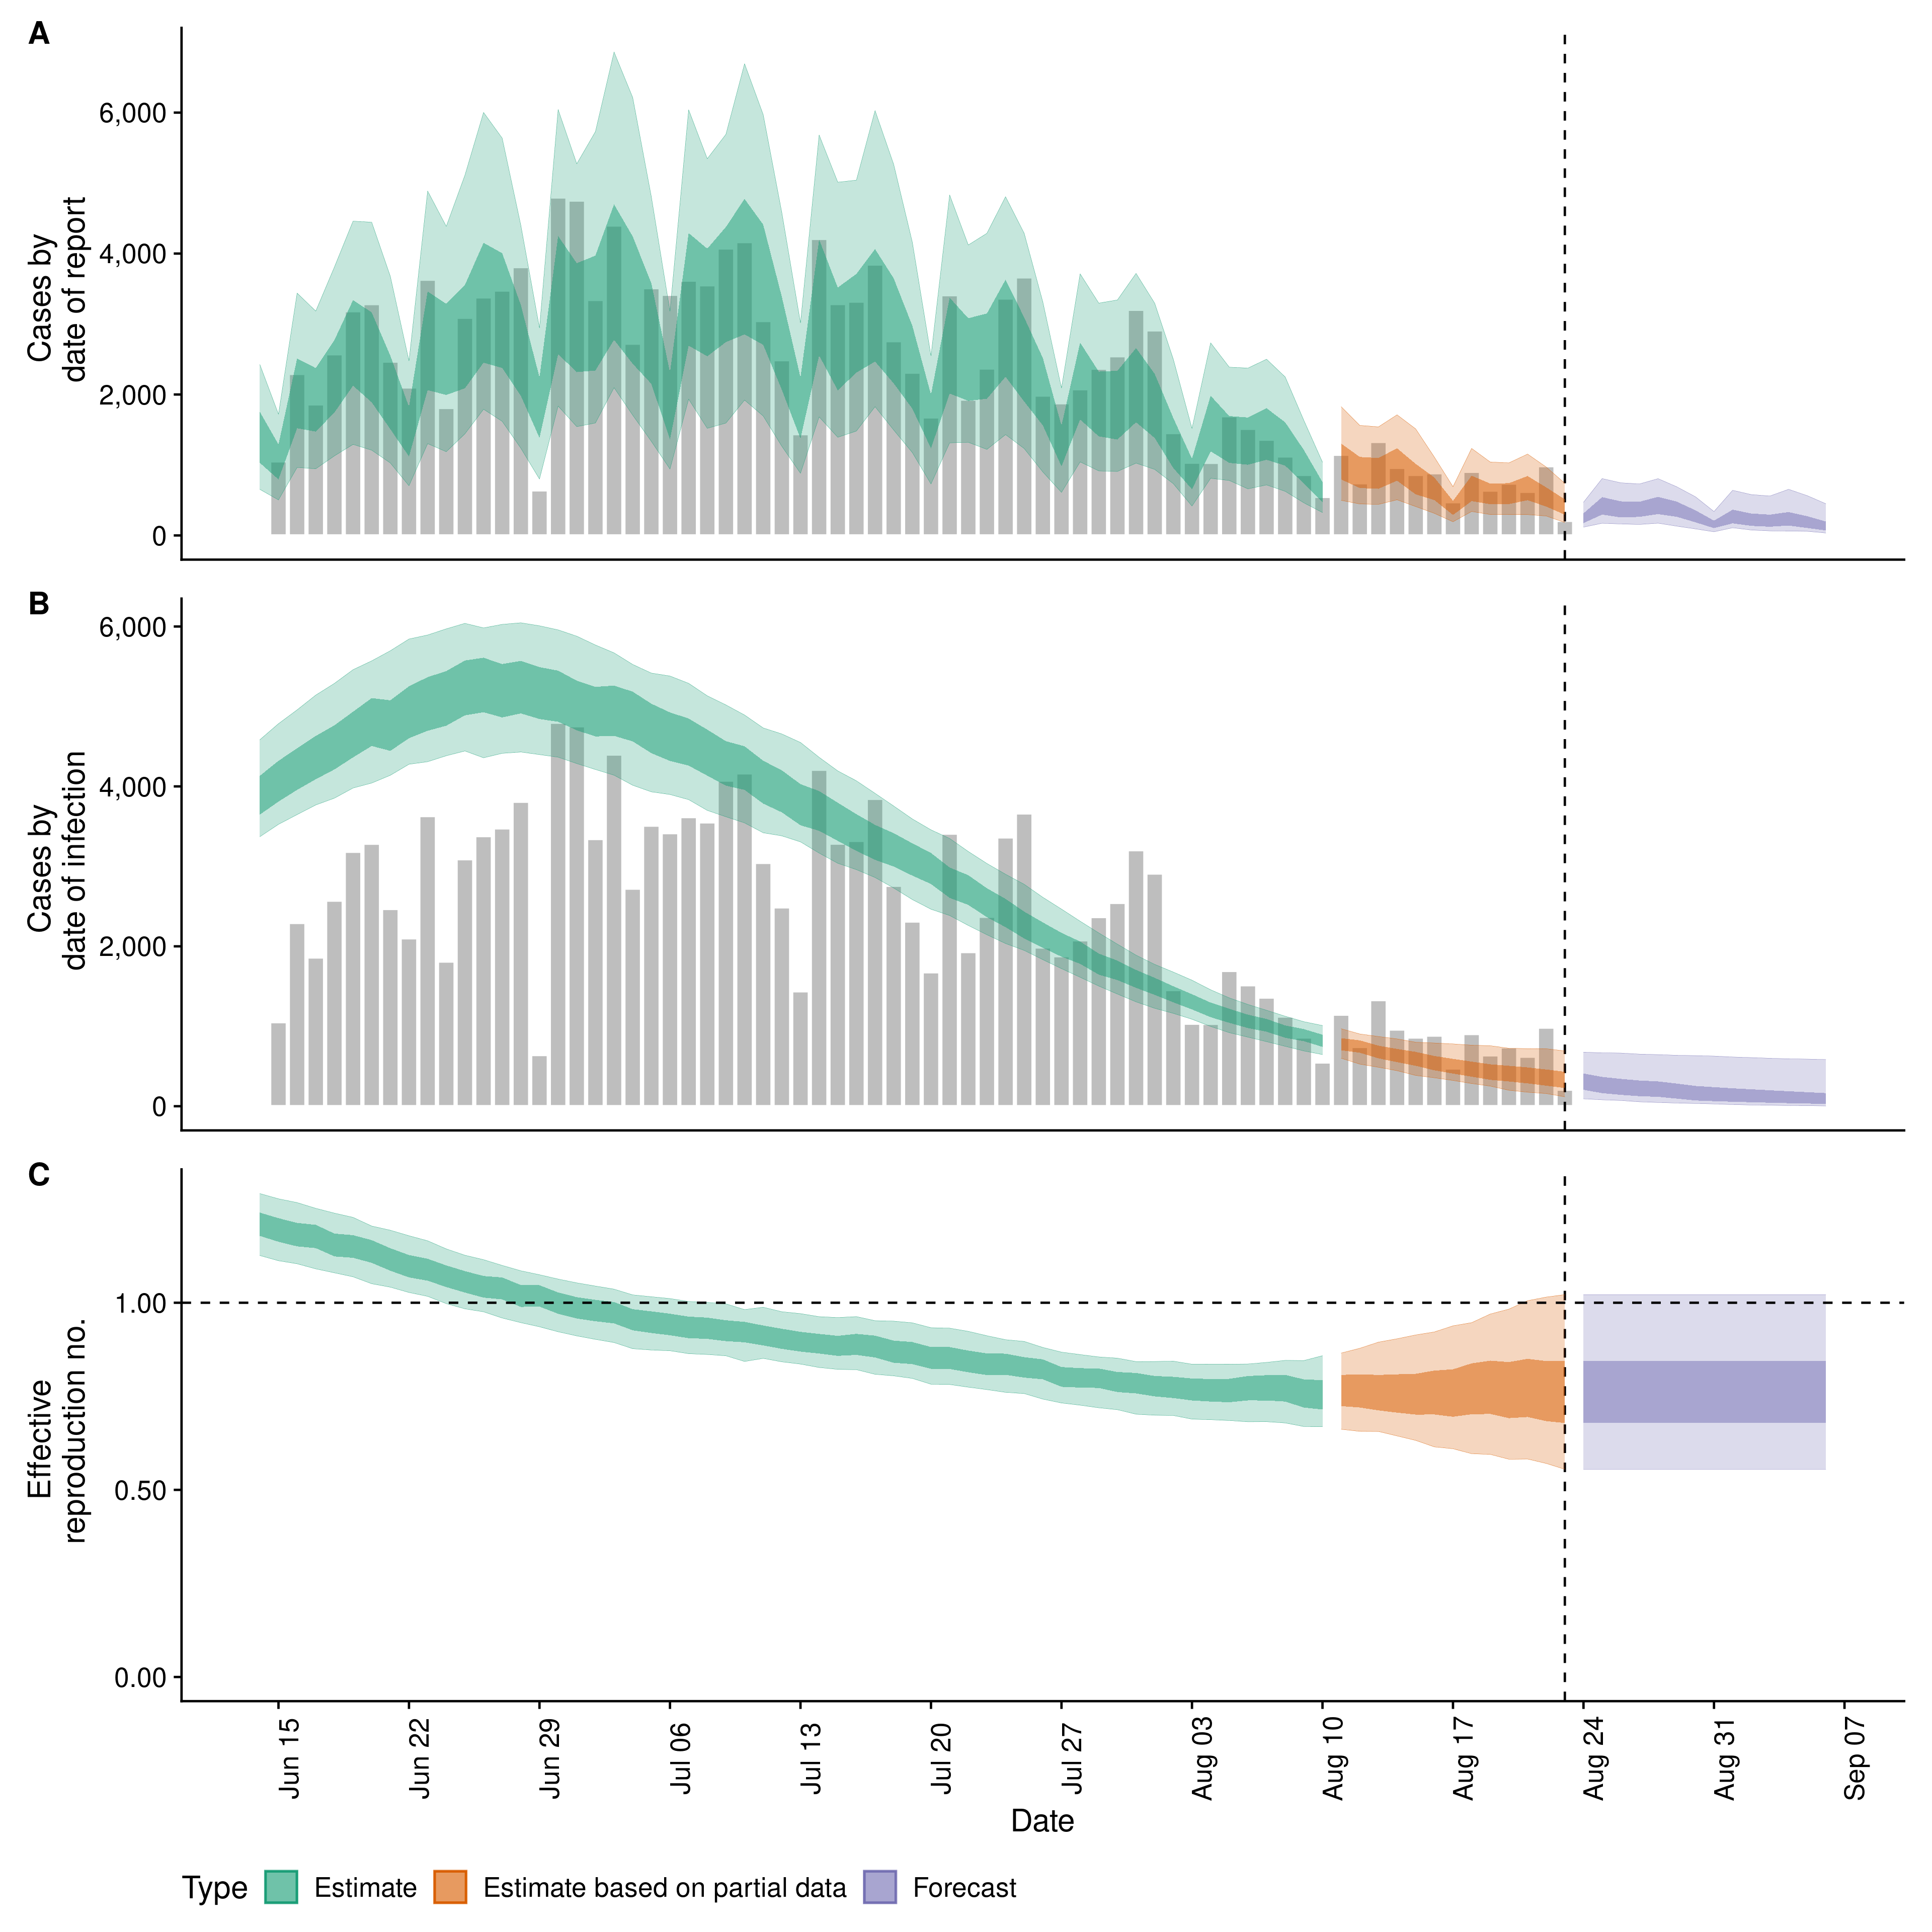 A
Cases by
date of report
6,000
4,000
2,000
0
B
Cases by
date of infection
6,000
4,000
2,000
0
C
Effective
reproduction no.
1.00
0.50
0.00
Jun 15
Jun 22
Jun 29
Jul 06
Jul 13
Jul 20
Jul 27
Aug 03
Aug 10
Aug 17
Aug 24
Aug 31
Sep 07
Date
Type Estimate Estimate based on partial data Forecast